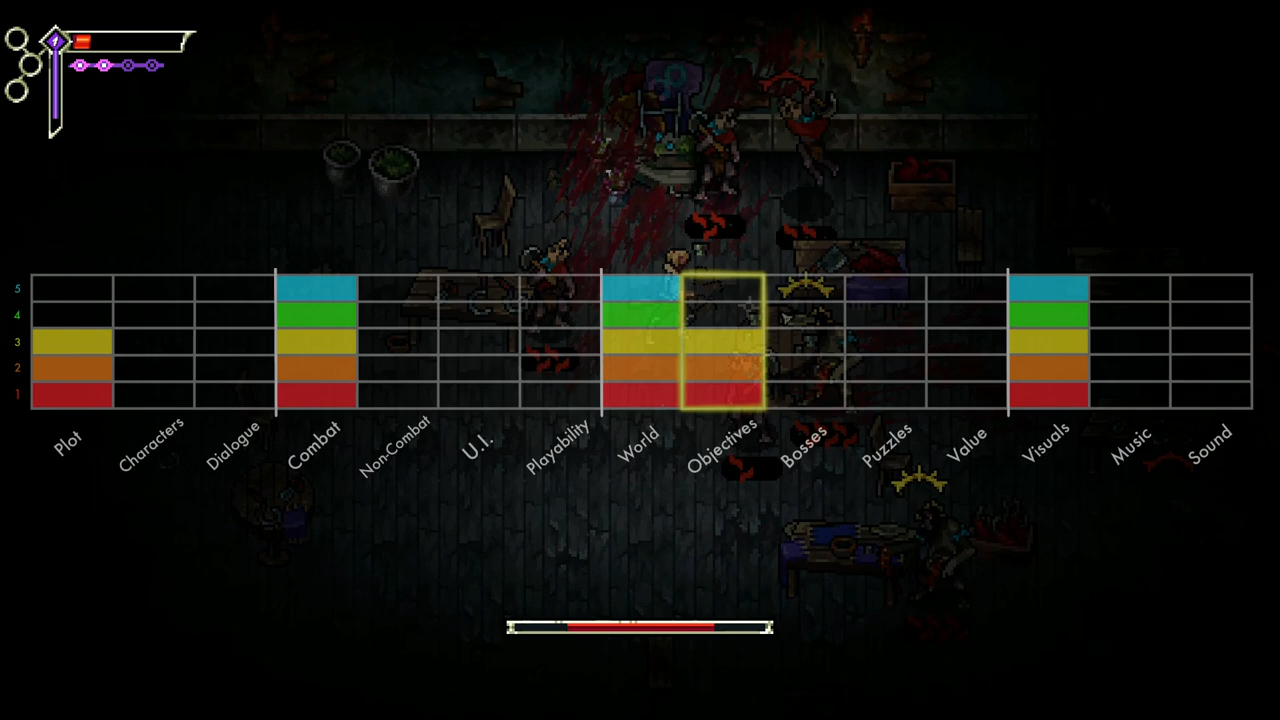 5
4
3
2
1
Plot
Characters
Dialogue
Combat
Non-Combat
U.I.
Playability
World
Objectives
Bosses
Puzzles
Value
Visuals
Music
Sound